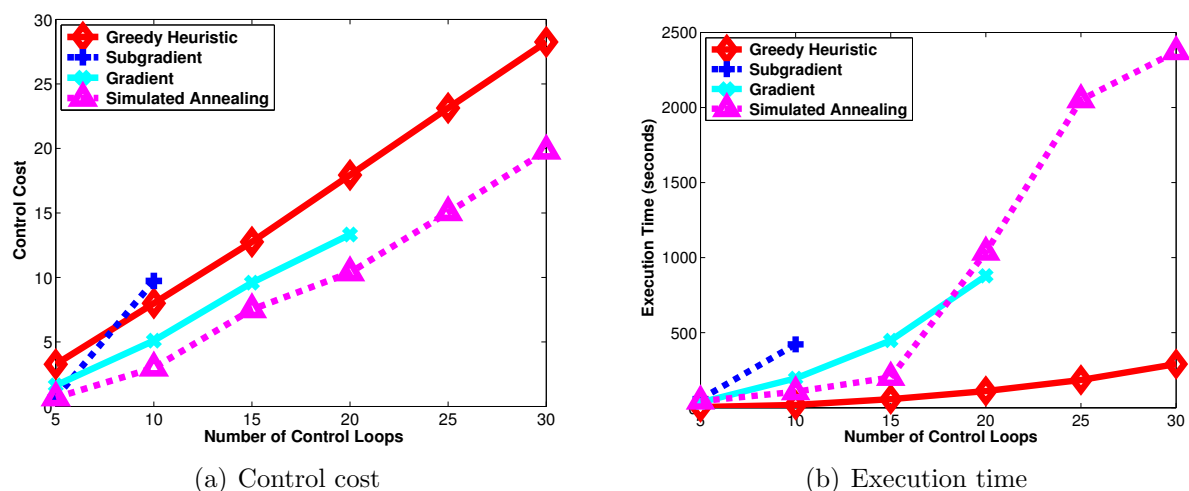 30
25
20
15
10
5
0
Control Cost
Greedy Heuristic
Subgradient
Gradient
Simulated Annealing
5 10 15 20 25 30
Number of Control Loops
(a) Control cost
2500
2000
1500
1000
500
0
Execution Time (seconds)
Greedy Heuristic
Subgradient
Gradient
Simulated Annealing
5 10 15 20 25 30
Number of Control Loops
(b) Execution time